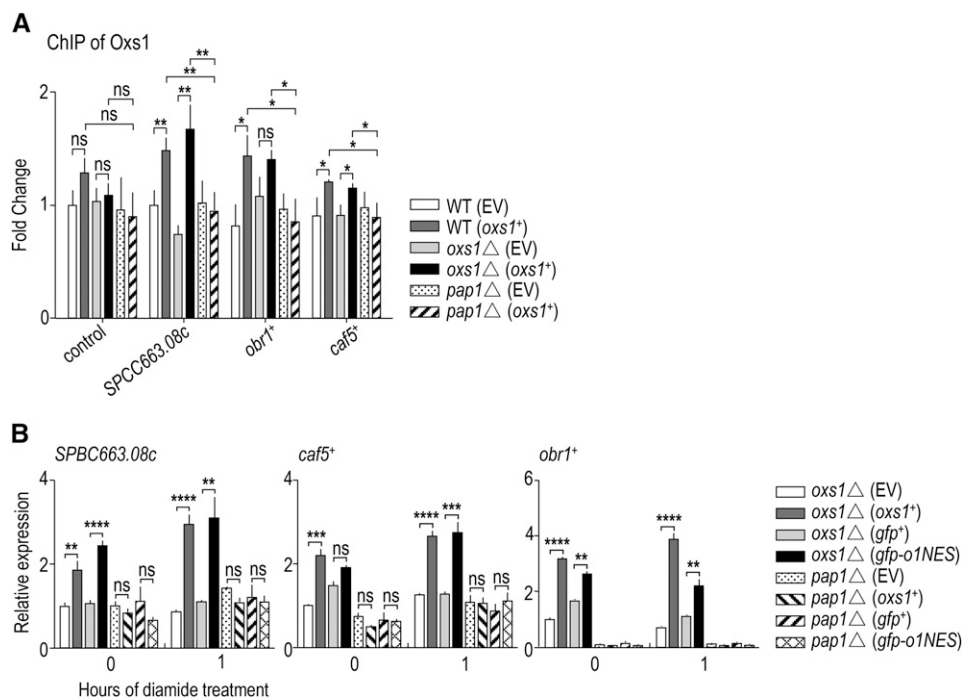 A
ChIP of Oxs1
Fold Change
2
1
0
ns
ns
ns
ns
**
**
**
**
*
ns
*
*
*
*
*
*
control
SPCC663.08c
obr1⁺
caf5⁺
WT (EV)
WT (oxs1⁺)
oxs1△ (EV)
oxs1△ (oxs1⁺)
pap1△ (EV)
pap1△ (oxs1⁺)
B
SPBC663.08c
caf5⁺
obr1⁺
Relative expression
4
2
0
**
****
ns
ns
****
**
ns
ns
0
1
4
2
0
***
ns
ns
ns
****
***
ns
ns
0
1
6
4
2
0
****
**
****
**
0
1
Hours of diamide treatment
oxs1△ (EV)
oxs1△ (oxs1⁺)
oxs1△ (gfp⁺)
oxs1△ (gfp-o1NES)
pap1△ (EV)
pap1△ (oxs1⁺)
pap1△ (gfp⁺)
pap1△ (gfp-o1NES)